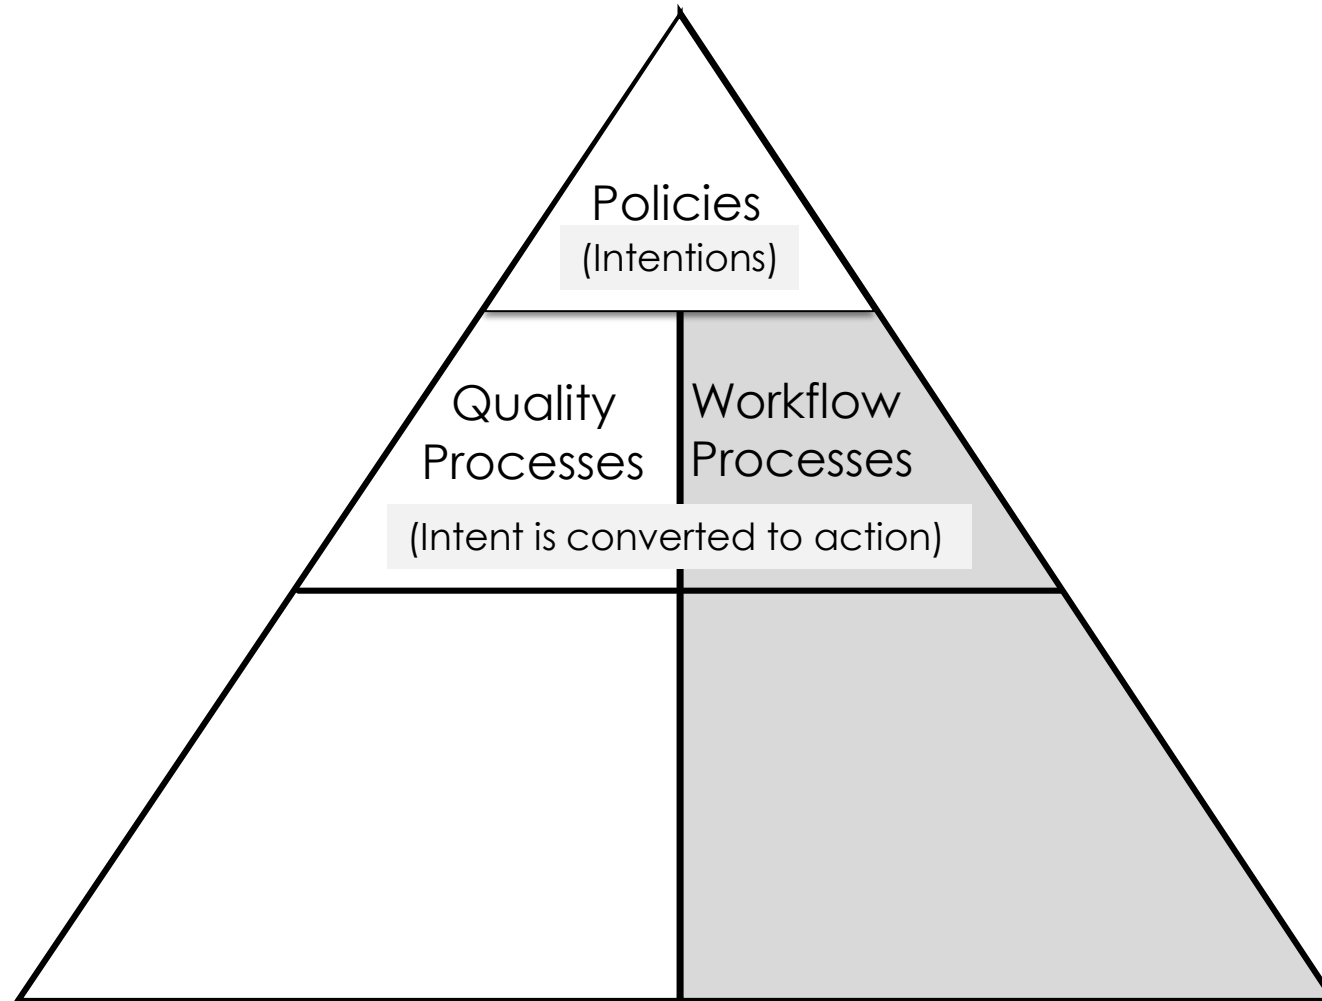 Policies
(Intentions)
Quality
Processes
Workflow
Processes
(Intent is converted to action)